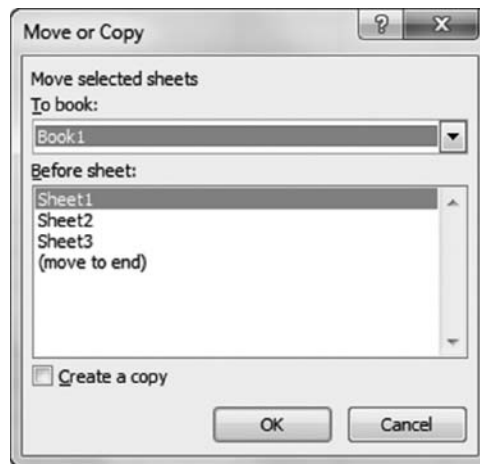 Move or Copy
Move selected sheets
To book:
Book1
Before sheet:
Sheet1
Sheet2
Sheet3
(move to end)
Create a copy
OK Cancel